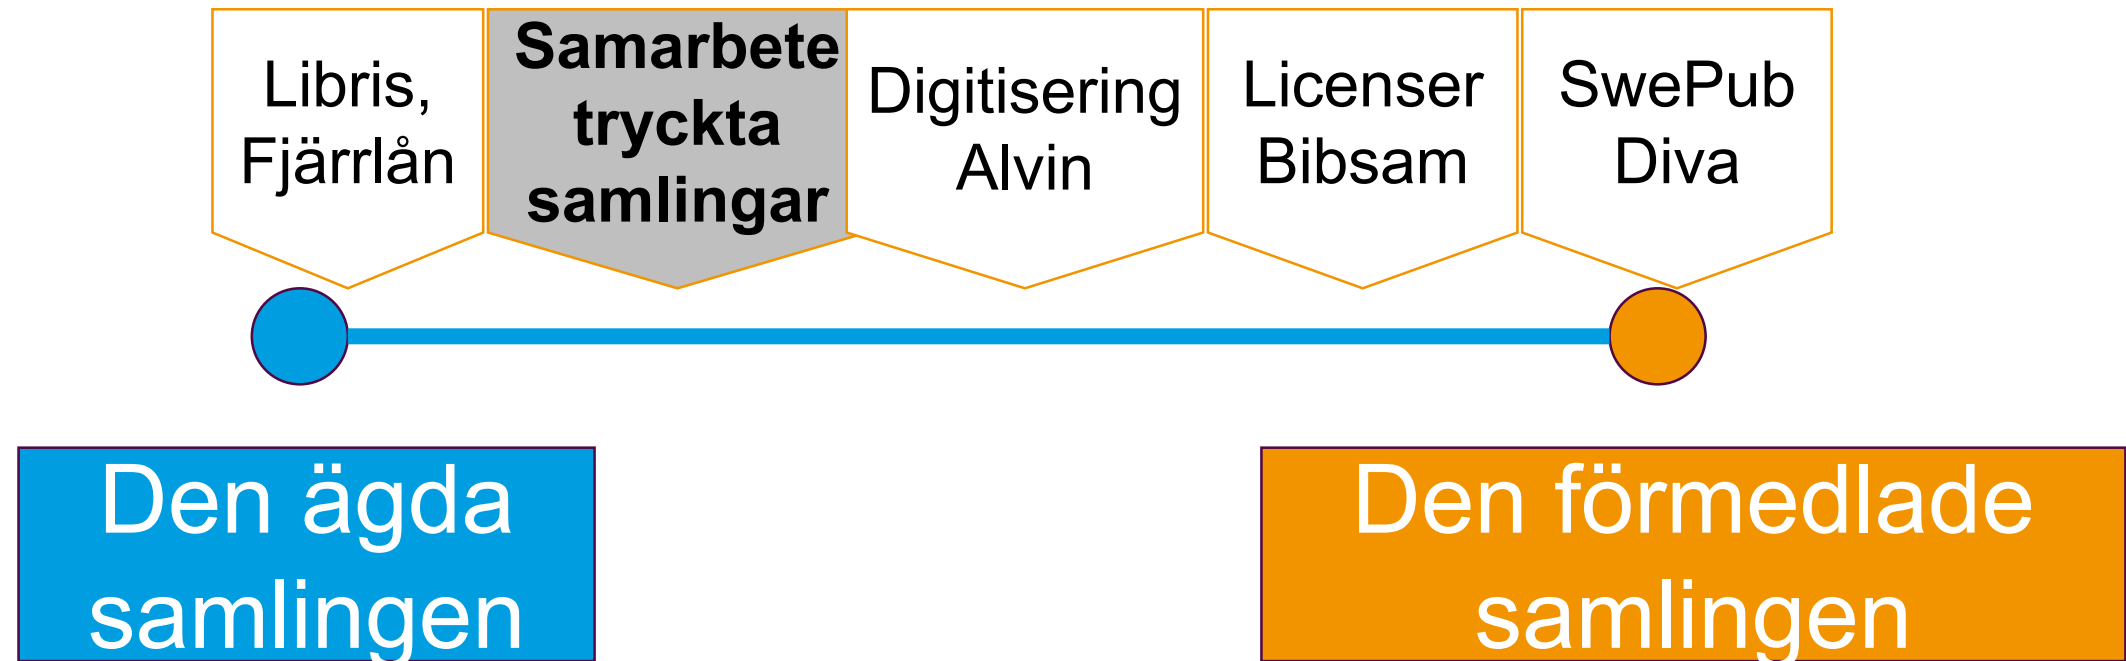 Libris,
Fjärrlån
Samarbete
tryckta
samlingar
Digitisering
Alvin
Licenser
Bibsam
SwePub
Diva
Den ägda
samlingen
Den förmedlade
samlingen